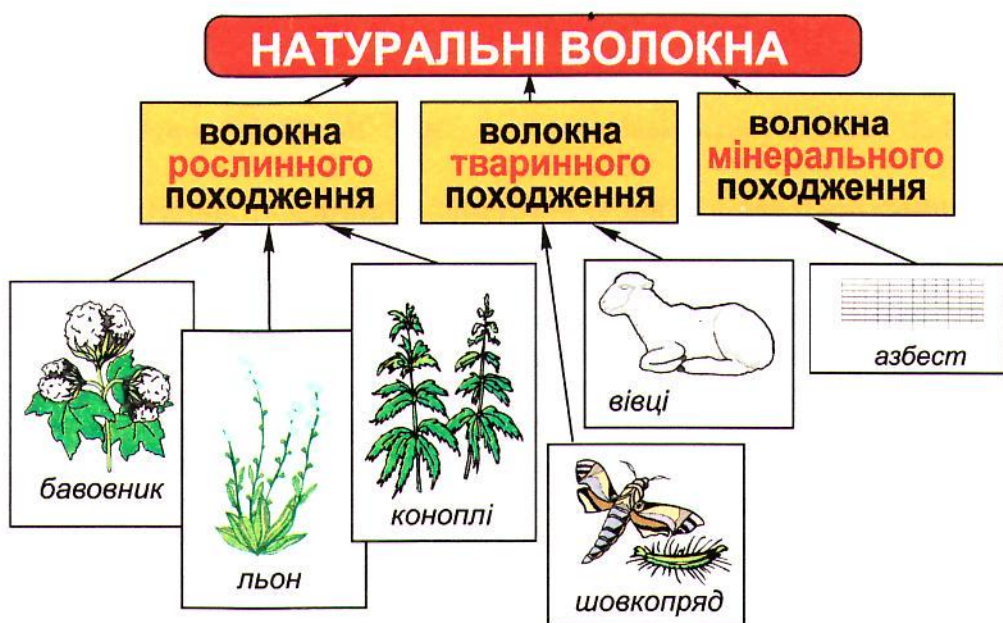 НАТУРАЛЬНІ ВОЛОКНА
волокна
рослинного
походження
волокна
тваринного
походження
волокна
мінерального
походження
бавовник
льон
коноплі
вівці
шовкопряд
азбест